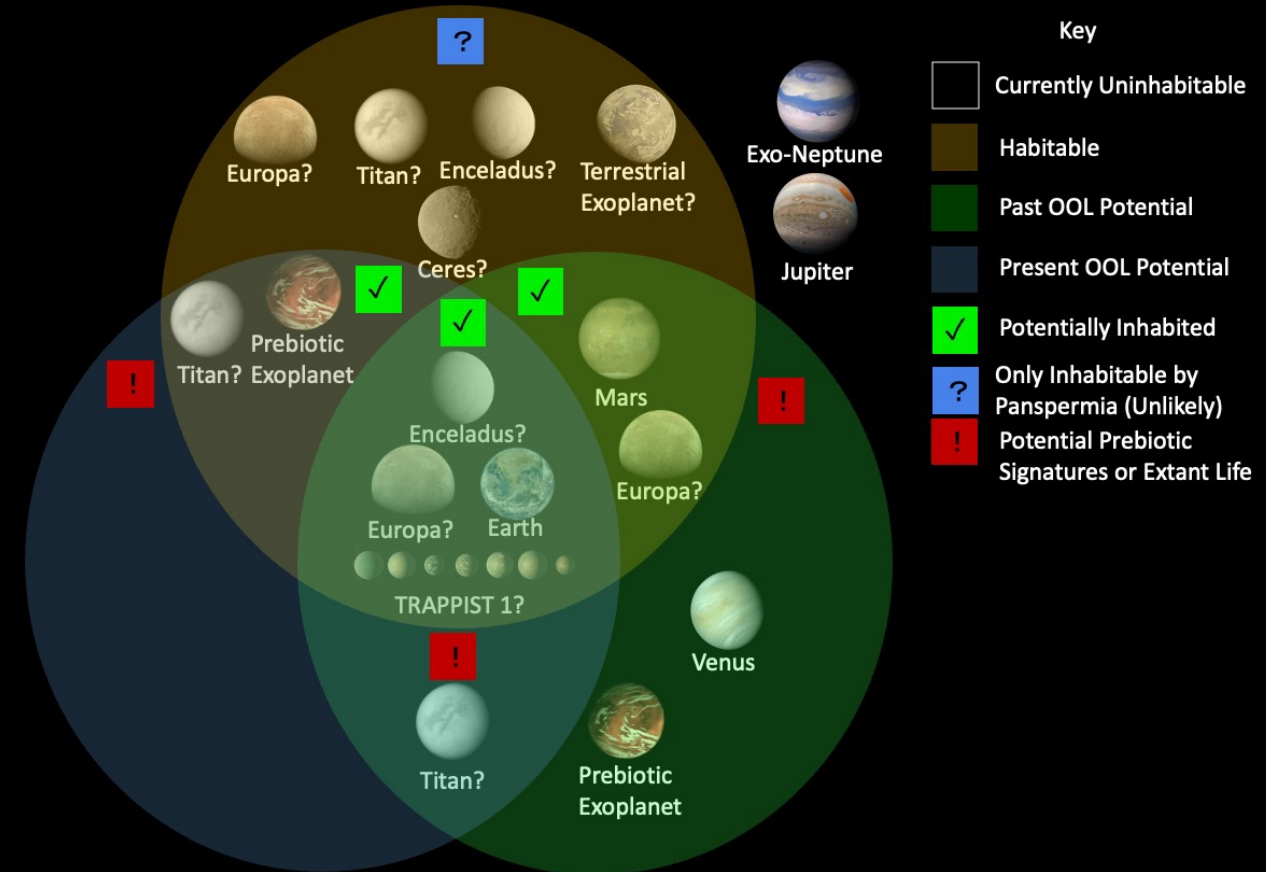 ?
Europa?
Titan?
Enceladus?
Terrestrial
Exoplanet?
Ceres?
✓
✓
✓
Titan?
Prebiotic
Exoplanet
!
!
Mars
Enceladus?
Europa?
Europa?
Earth
TRAPPIST 1?
!
Titan?
Venus
Prebiotic
Exoplanet
Exo-Neptune
Jupiter
Key
Currently Uninhabitable
Habitable
Past OOL Potential
Present OOL Potential
✓ Potentially Inhabited
? Only Inhabitable by
Panspermia (Unlikely)
! Potential Prebiotic
Signatures or Extant Life